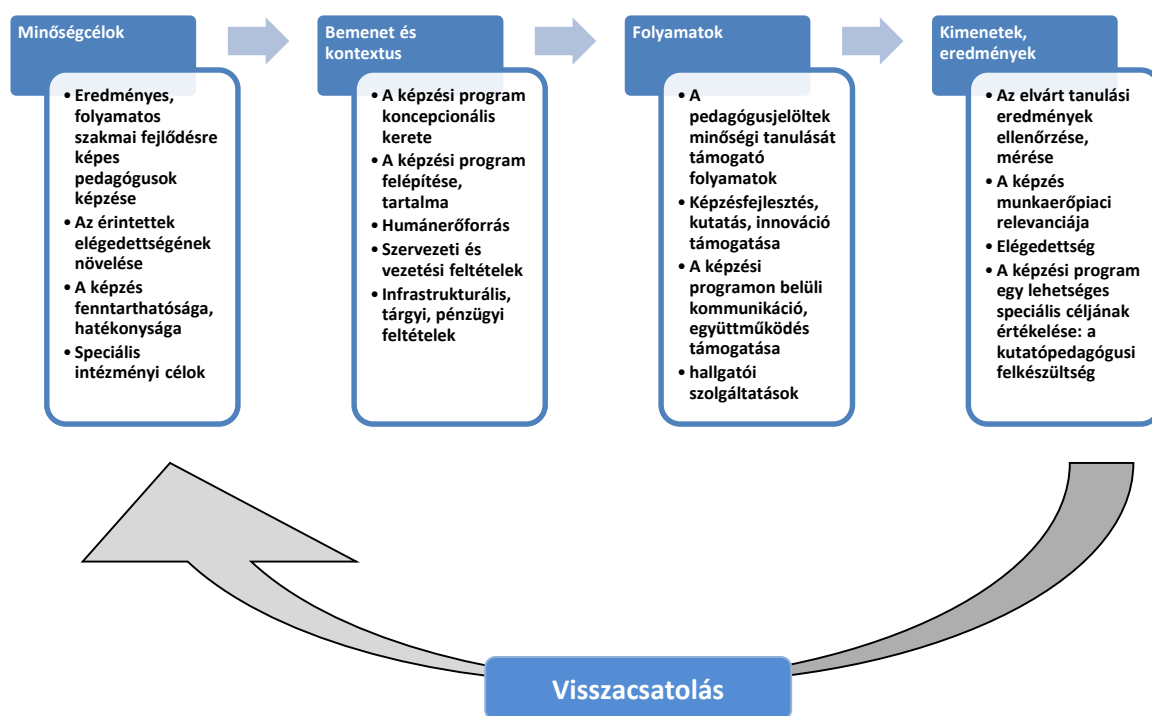 Minőségcélok
• Eredményes,
folyamatos
szakmai fejlődésre
képes
pedagógusok
képzése
• Az érintettek
elégedettségének
növelése
• A képzés
fenntarthatósága,
hatékonysága
• Speciális
intézményi célok
Bemenet és
kontextus
• A képzési program
koncepcionális
kerete
• A képzési program
felépítése,
tartalma
• Humánerőforrás
• Szervezeti és
vezetési feltételek
• Infrastrukturális,
tárgyi, pénzügyi
feltételek
Folyamatok
• A
pedagógusjelöltek
minőségi tanulását
támogató
folyamatok
• Képzésfejlesztés,
kutatás, innováció
támogatása
• A képzési
programon belüli
kommunikáció,
együttműködés
támogatása
• hallgatói
szolgáltatások
Kimenetek,
eredmények
• Az elvárt tanulási
eredmények
ellenőrzése,
mérése
• A képzés
munkaerőpiaci
relevanciája
• Elégedettség
• A képzési program
egy lehetséges
speciális céljának
értékelése: a
kutatópedagógusi
felkészültség
Visszacsatolás